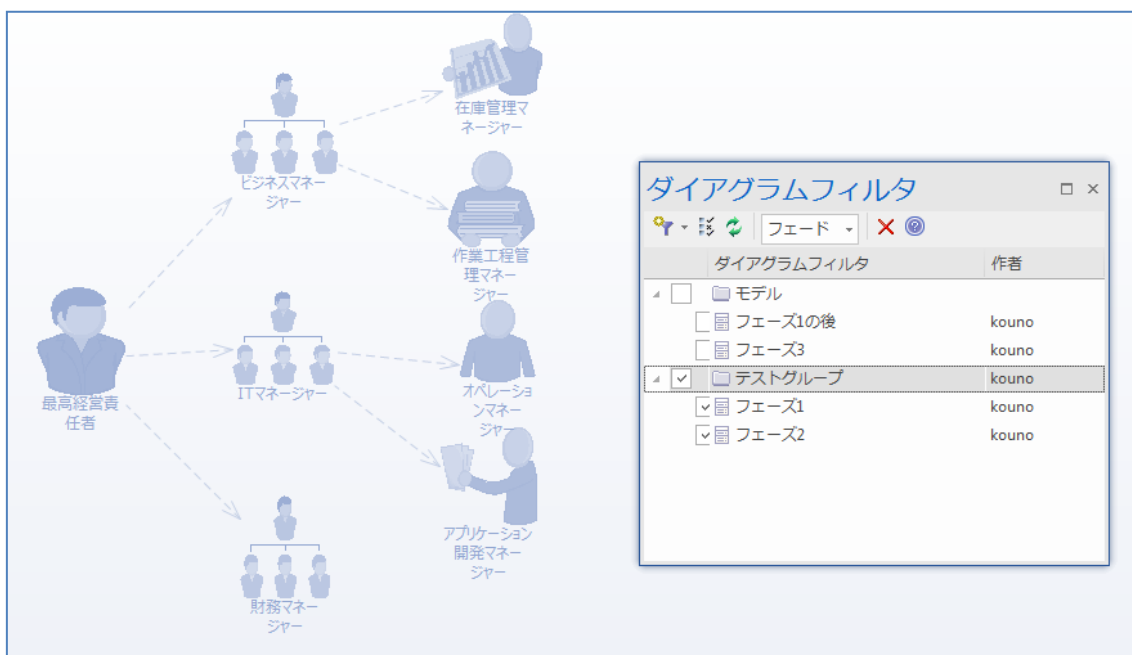 在庫管理マ
ネージャー
ビジネスマネー
ジャー
作業工程管
理マネー
ジャー
最高経営責
任者
ITマネージャー
オペレーショ
ンマネー
ジャー
アプリケーション
開発マネー
ジャー
財務マネー
ジャー
ダイアグラムフィルタ
フェード
ダイアグラムフィルタ 作者
モデル
フェーズ1の後 kouno
フェーズ3 kouno
テストグループ kouno
フェーズ1 kouno
フェーズ2 kouno